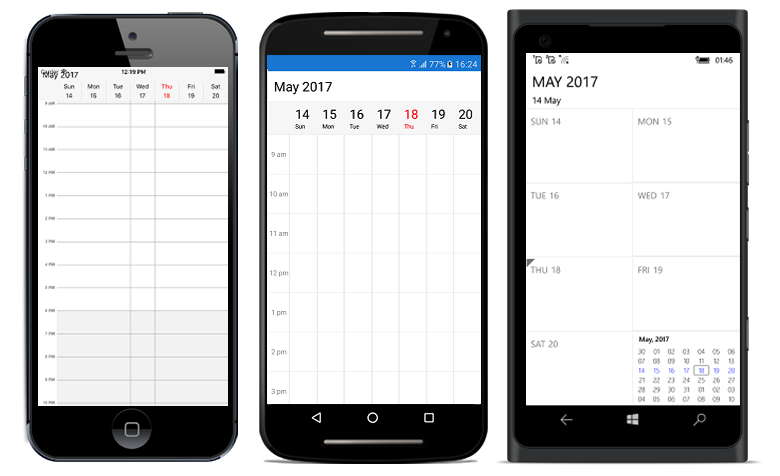 12:19 PM
May 2017
Sun Mon Tue Wed Thu Fri Sat
14 15 16 17 18 19 20
9 AM
10 AM
11 AM
12 PM
1 PM
2 PM
3 PM
4 PM
5 PM
6 PM
7 PM
8 PM
9 PM
10 PM
77% 16:24
May 2017
14 15 16 17 18 19 20
Sun Mon Tue Wed Thu Fri Sat
9 am
10 am
11 am
12 pm
1 pm
2 pm
3 pm
01:46
MAY 2017
14 May
SUN 14 MON 15
TUE 16 WED 17
THU 18 FRI 19
SAT 20
May, 2017
30 01 02 03 04 05 06
07 08 09 10 11 12 13
14 15 16 17 18 19 20
21 22 23 24 25 26 27
28 29 30 31 01 02 03
04 05 06 07 08 09 10